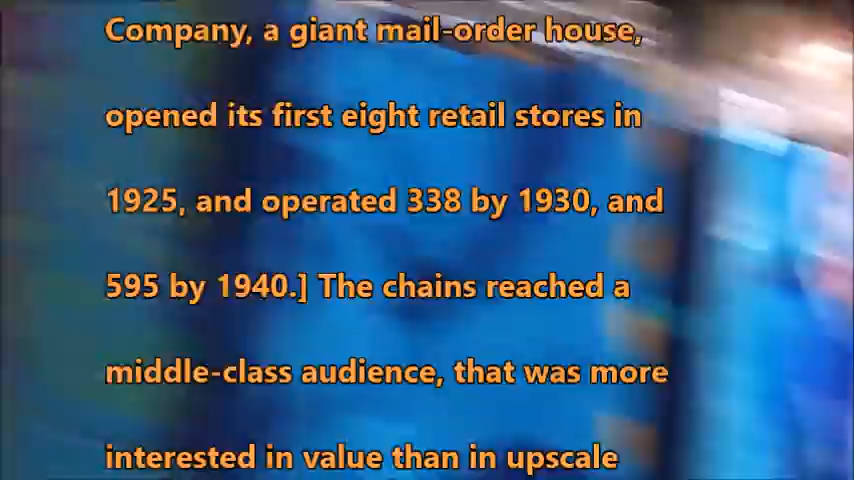 Company, a giant mail-order house,
opened its first eight retail stores in
1925, and operated 338 by 1930, and
595 by 1940.] The chains reached a
middle-class audience, that was more
interested in value than in upscale